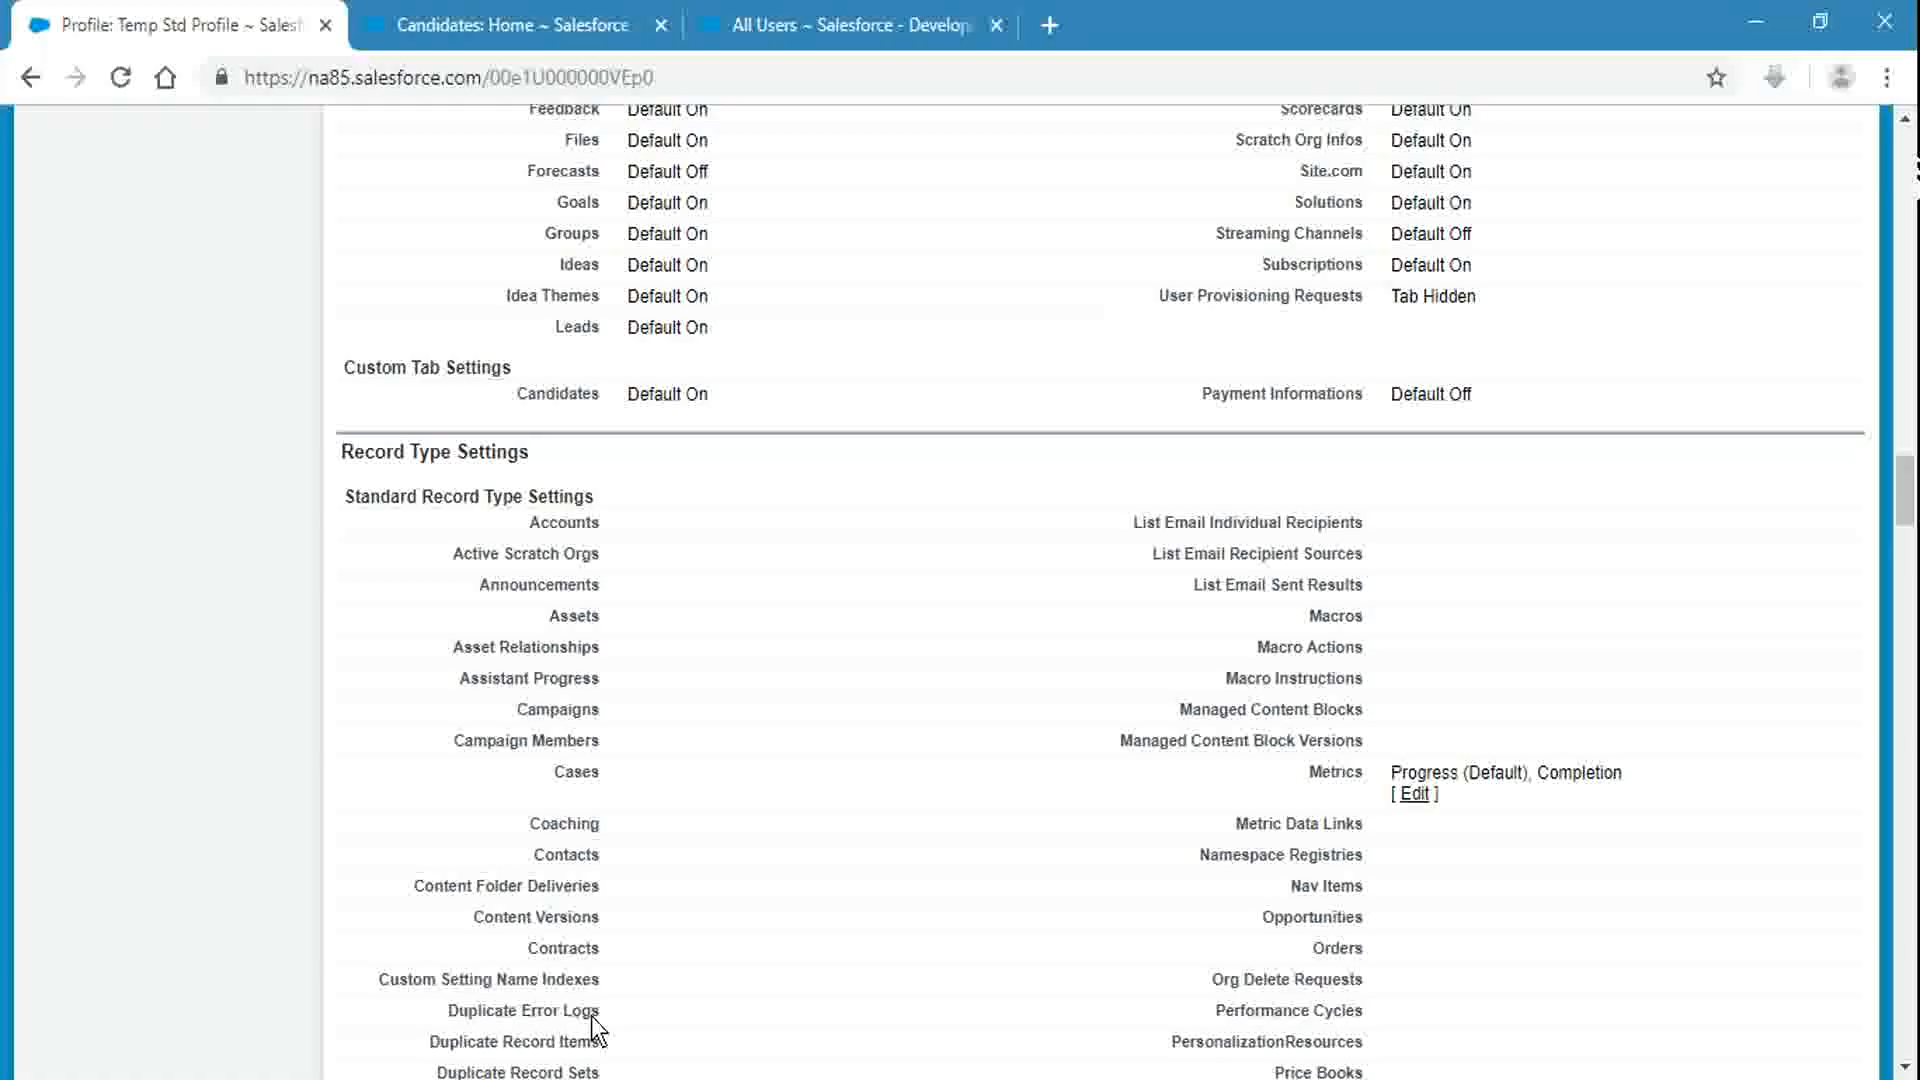 Profile: Temp Std Profile ~ Salesf
Candidates: Home ~ Salesforce
All Users ~ Salesforce - Develop
https://na85.salesforce.com/00e1U000000VEp0
Feedback Default On Scorecards Default On
Files Default On Scratch Org Infos Default On
Forecasts Default Off Site.com Default On
Goals Default On Solutions Default On
Groups Default On Streaming Channels Default Off
Ideas Default On Subscriptions Default On
Idea Themes Default On User Provisioning Requests Tab Hidden
Leads Default On
Custom Tab Settings
Candidates Default On Payment Informations Default Off
Record Type Settings
Standard Record Type Settings
Accounts List Email Individual Recipients
Active Scratch Orgs List Email Recipient Sources
Announcements List Email Sent Results
Assets Macros
Asset Relationships Macro Actions
Assistant Progress Macro Instructions
Campaigns Managed Content Blocks
Campaign Members Managed Content Block Versions
Cases Metrics Progress (Default), Completion
[ Edit ]
Coaching Metric Data Links
Contacts Namespace Registries
Content Folder Deliveries Nav Items
Content Versions Opportunities
Contracts Orders
Custom Setting Name Indexes Org Delete Requests
Duplicate Error Logs Performance Cycles
Duplicate Record Items PersonalizationResources
Duplicate Record Sets Price Books